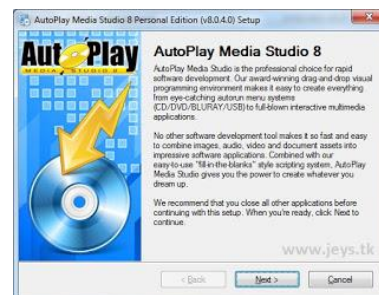 AutoPlay Media Studio 8 Personal Edition (v8.0.4.0) Setup
AutoPlay
MEDIA STUDIO 8
AutoPlay Media Studio 8
AutoPlay Media Studio is the professional choice for rapid
software development. Our award-winning drag-and-drop visual
programming environment makes it easy to create everything
from eye-catching autorun menu systems
(CD/DVD/BLURAY/USB) to full-blown interactive multimedia
applications.
No other software development tool makes it so fast and easy
to combine images, audio, video and document assets into
impressive software applications. Combined with our
easy-to-use "fill-in-the-blanks" style scripting system, AutoPlay
Media Studio gives you the power to create whatever you
dream up.
We recommend that you close all other applications before
continuing with this setup. When you're ready, click Next to
continue.
www.jeys.tk
< Back
Next >
Cancel